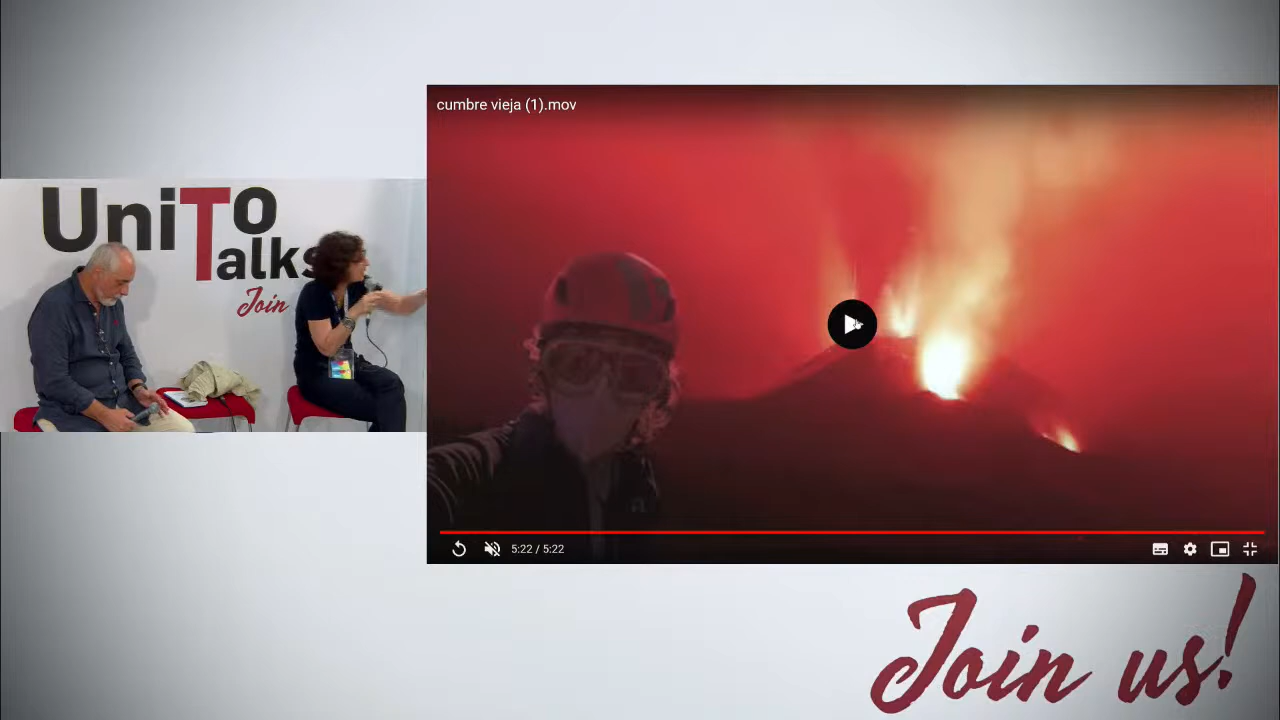 cumbre vieja (1).mov
UniTo
Talks
Join
5:22 / 5:22
Join us!